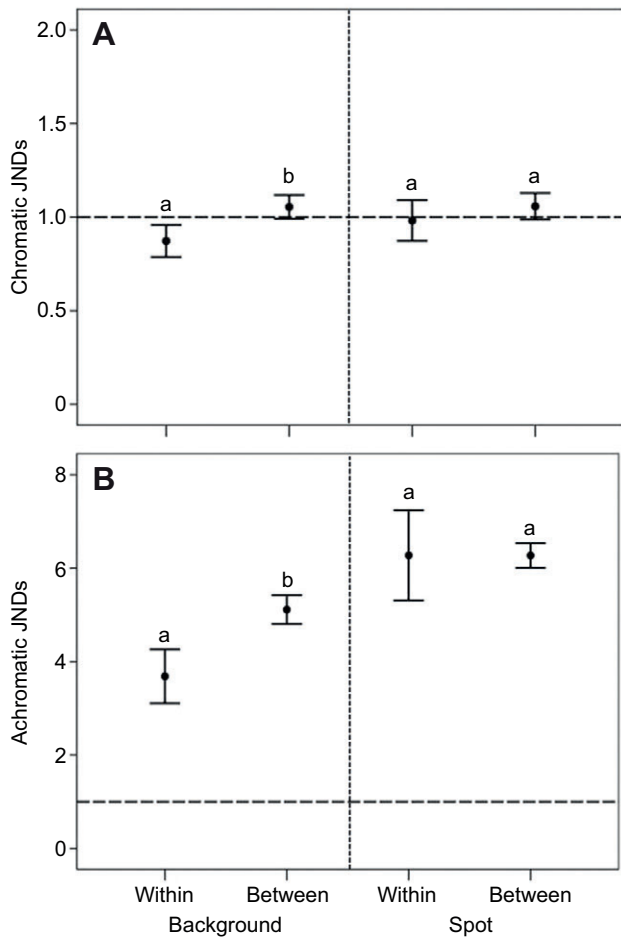 A
2.0
1.5
1.0
0.5
0
Chromatic JNDs
a
b
a
a
B
8
6
4
2
0
Achromatic JNDs
a
b
a
a
Within Between Within Between
Background Spot